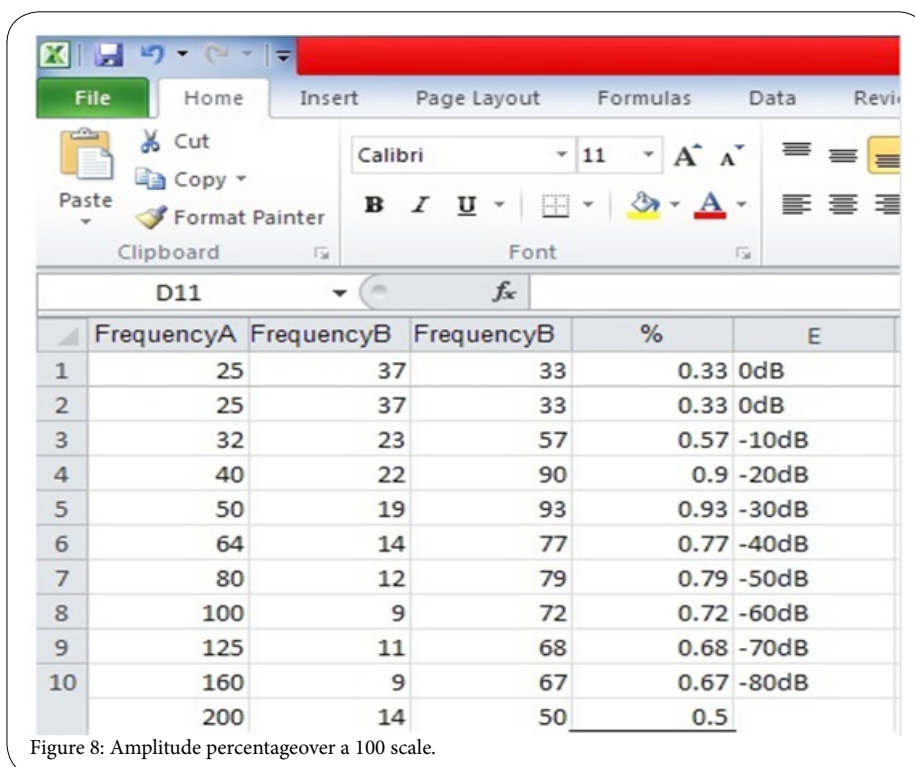 File Home Insert Page Layout Formulas Data Revi
Cut
Copy
Format Painter
Paste
Calibri 11 A A
B I U A
Clipboard Font
D11 fx
FrequencyA FrequencyB FrequencyB % E
1 25 37 33 0.33 0dB
2 25 37 33 0.33 0dB
3 32 23 57 0.57 -10dB
4 40 22 90 0.9 -20dB
5 50 19 93 0.93 -30dB
6 64 14 77 0.77 -40dB
7 80 12 79 0.79 -50dB
8 100 9 72 0.72 -60dB
9 125 11 68 0.68 -70dB
10 160 9 67 0.67 -80dB
200 14 50 0.5
Figure 8: Amplitude percentageover a 100 scale.